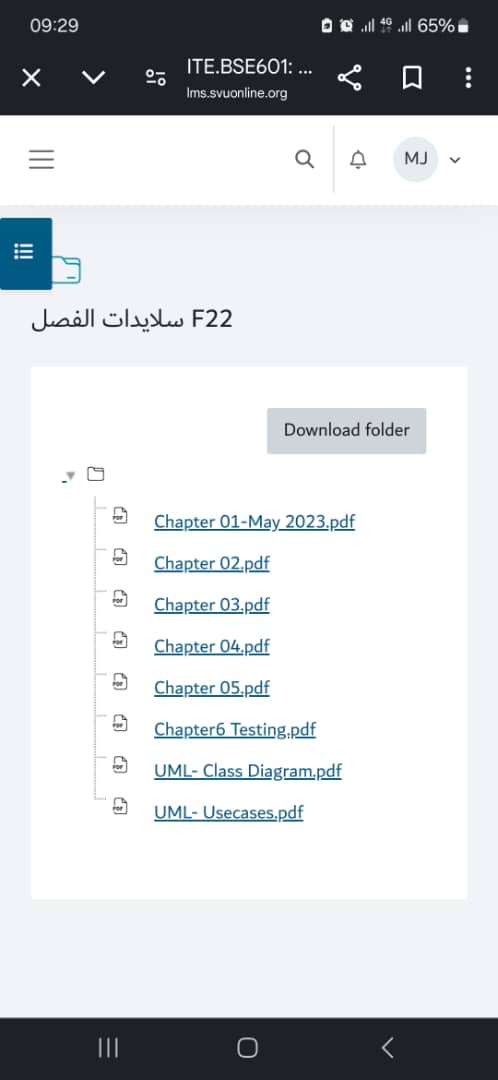 09:29
4G
65%
ITE.BSE601: ...
lms.svuonline.org
MJ
سلايدات الفصل F22
Download folder
Chapter 01-May 2023.pdf
Chapter 02.pdf
Chapter 03.pdf
Chapter 04.pdf
Chapter 05.pdf
Chapter6 Testing.pdf
UML- Class Diagram.pdf
UML- Usecases.pdf